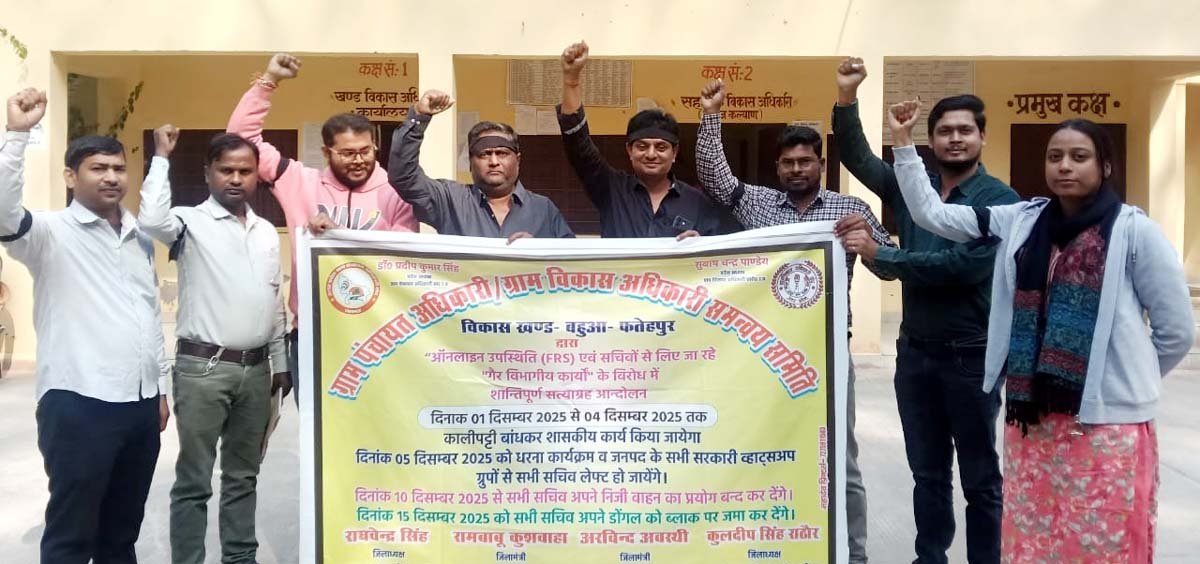 कक्ष सं:- 1
खण्ड विकास अधि
कार्यालय
कक्ष सं:-2
सह विकास अधिकारी
ज कल्याण)
प्रमुख कक्ष
डॉ0 प्रदीप कुमार सिंह
सुबाष चन्द्र पाण्डेय
ग्राम पंचायत अधिकारी/ग्राम विकास अधिकारी समन्वय समिति
विकास खण्ड- बहुआ- फतेहपुर
द्वारा
"ऑनलाइन उपस्थिति (FRS) एवं सचिवों से लिए जा रहे
"गैर विभागीय कार्यों" के विरोध में
शान्तिपूर्ण सत्याग्रह आन्दोलन
दिनाक 01 दिसम्बर 2025 से 04 दिसम्बर 2025 तक
कालीपट्टी बांधकर शासकीय कार्य किया जायेगा
दिनांक 05 दिसम्बर 2025 को धरना कार्यक्रम व जनपद के सभी सरकारी व्हाट्सअप
ग्रुपों से सभी सचिव लेफ्ट हो जायेंगे।
दिनांक 10 दिसम्बर 2025 से सभी सचिव अपने निजी वाहन का प्रयोग बन्द कर देंगे।
दिनांक 15 दिसम्बर 2025 को सभी सचिव अपने डोंगल को ब्लाक पर जमा कर देंगे।
राघवेन्द्र सिंह रामबाबू कुशवाहा अरविन्द अवस्थी कुलदीप सिंह राठौर
जिलाध्यक्ष जिलामंत्री जिलामंत्री जिलाध्यक्ष